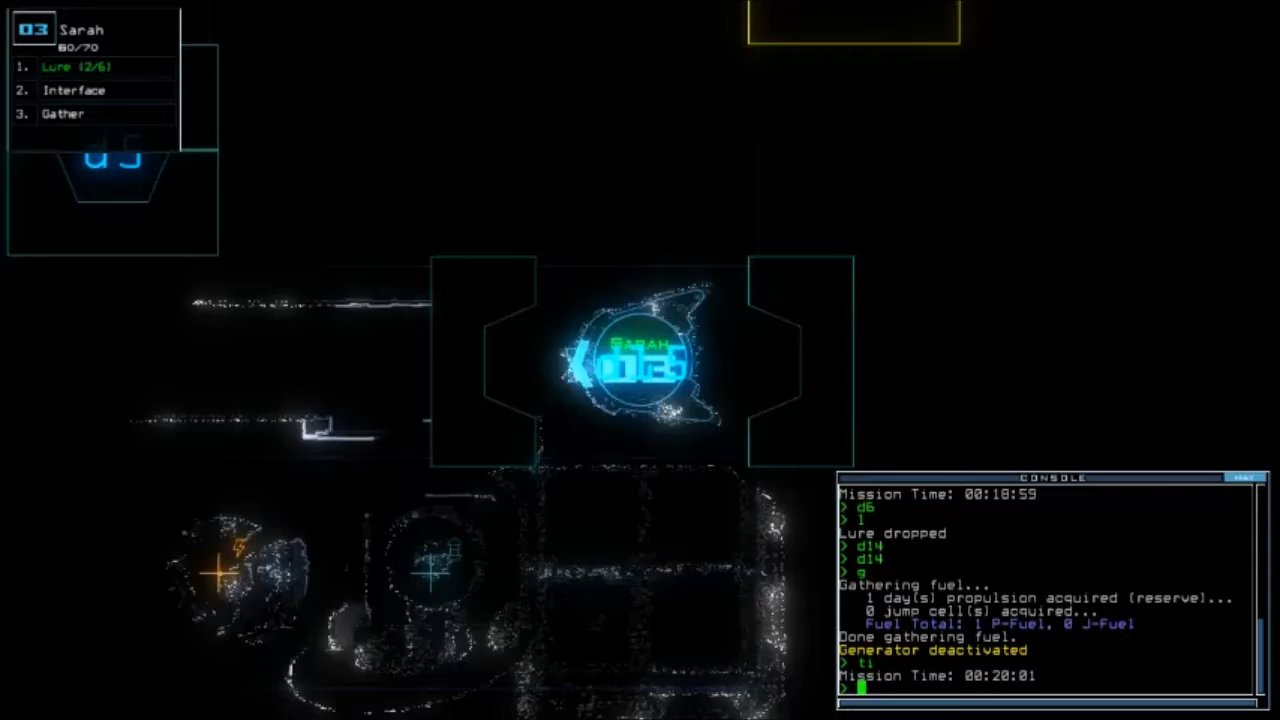 03 Sarah
60/70
1. Lure (2/6)
2. Interface
3. Gather
d5
SARAH
CONSOLE
Mission Time: 00:18:59
> d6
> l
Lure dropped
> d14
> d14
> g
Gathering fuel...
1 day(s) propulsion acquired (reserve)...
0 jump cell(s) acquired...
Fuel Total: 1 P-Fuel, 0 J-Fuel
Done gathering fuel.
Generator deactivated
> ti
Mission Time: 00:20:01
>